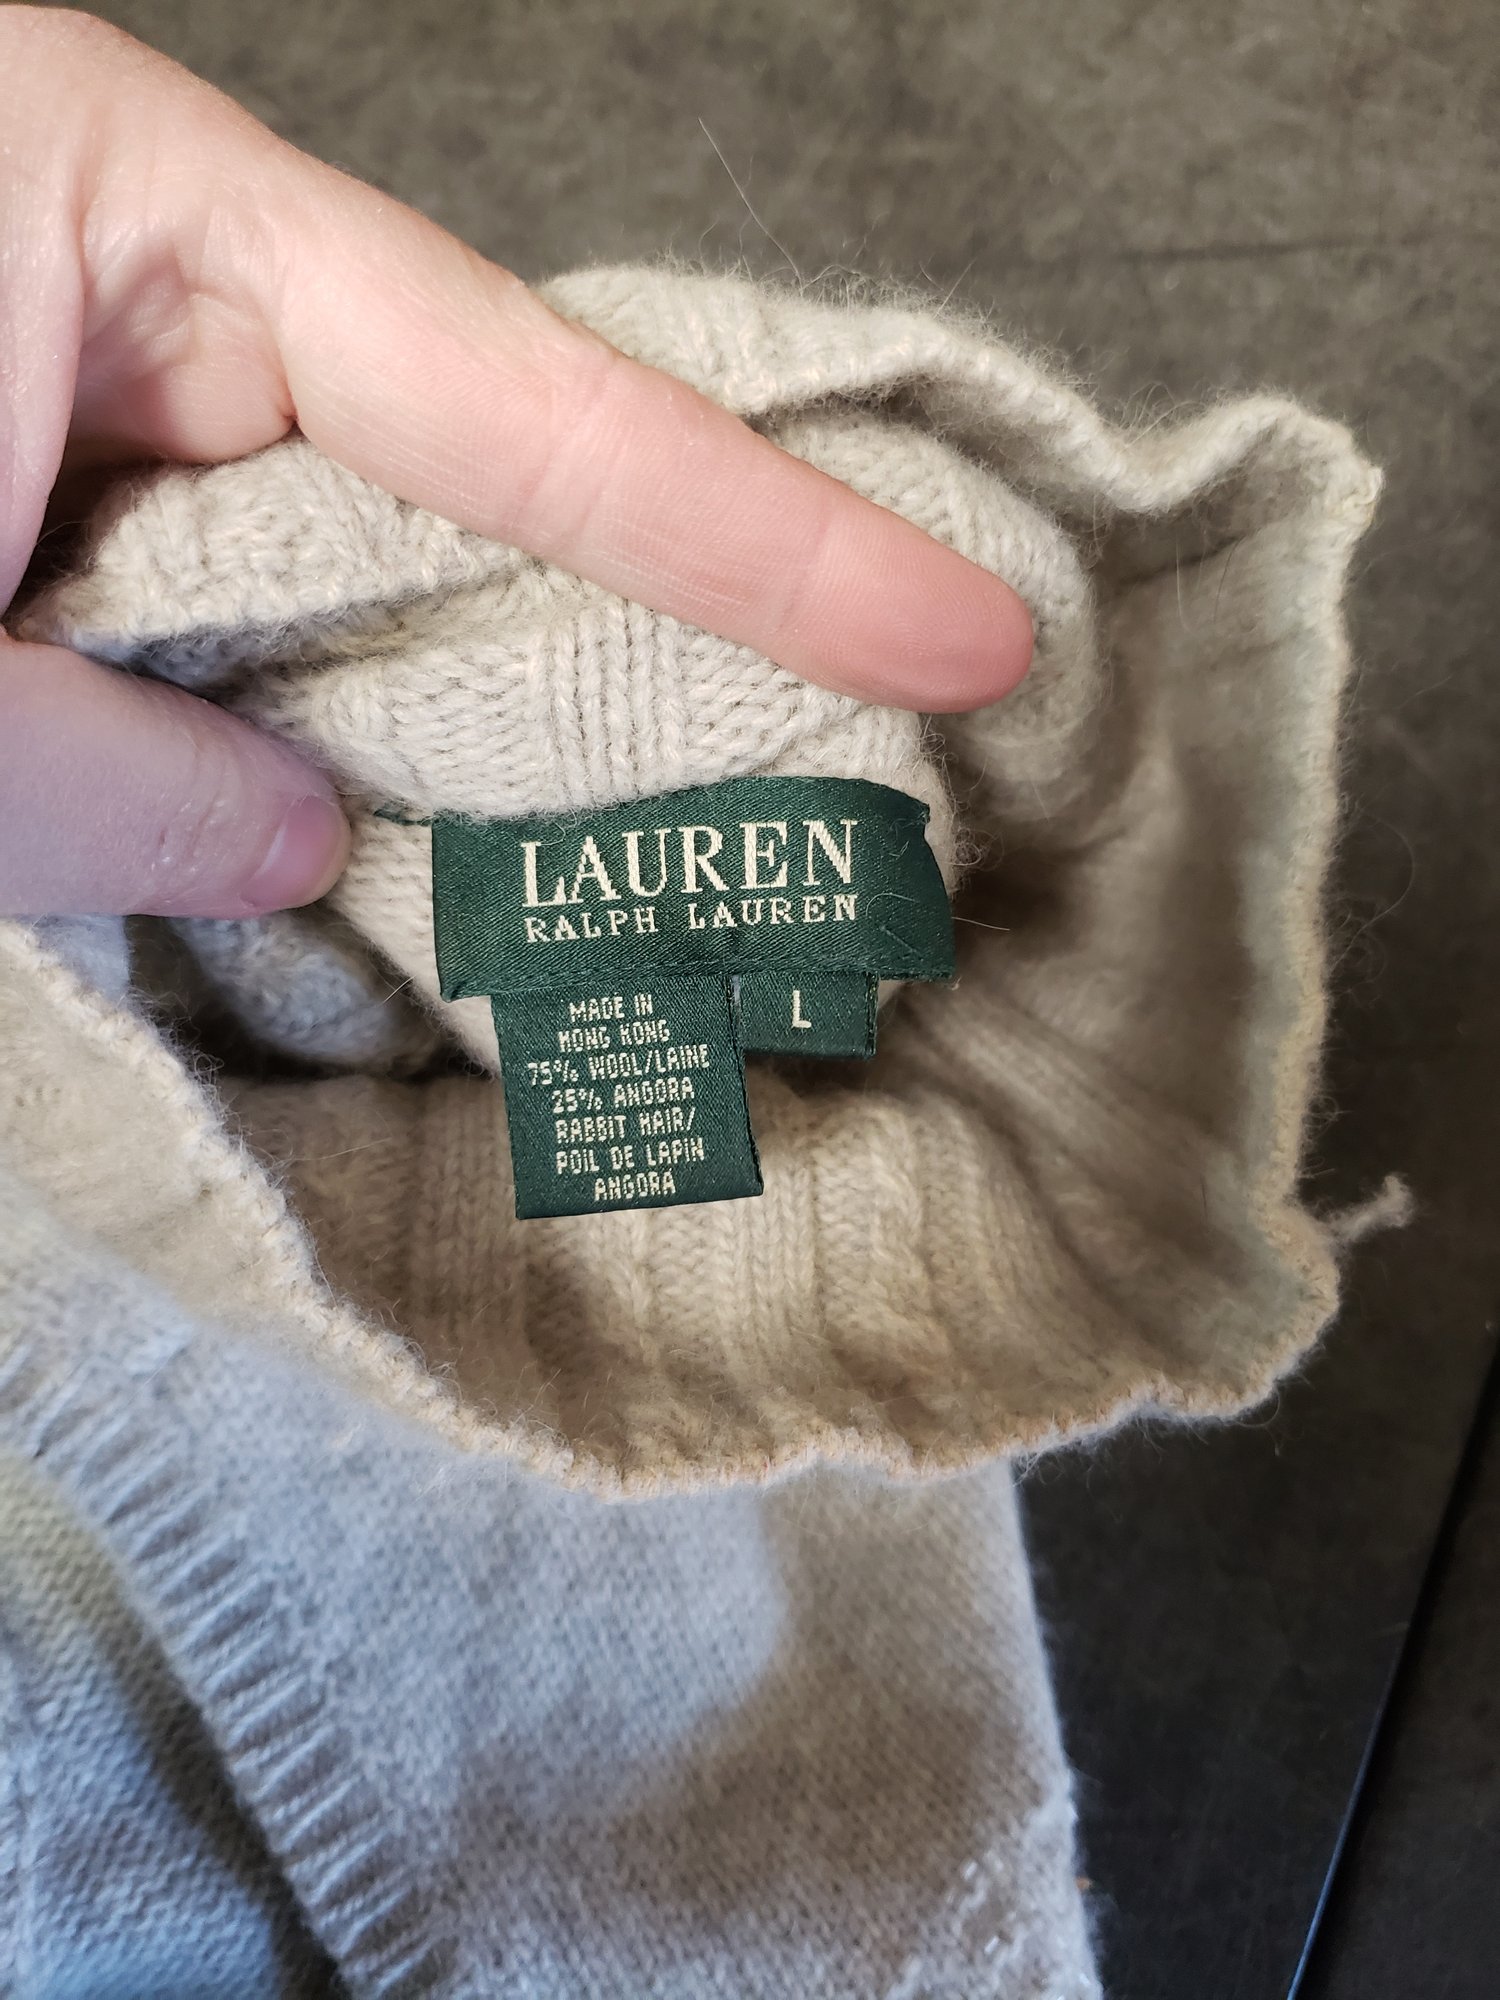 LAUREN
RALPH LAUREN
L
MADE IN
HONG KONG
75% WOOL/LAINE
25% ANGORA
RABBIT HAIR/
POIL DE LAPIN
ANGORA